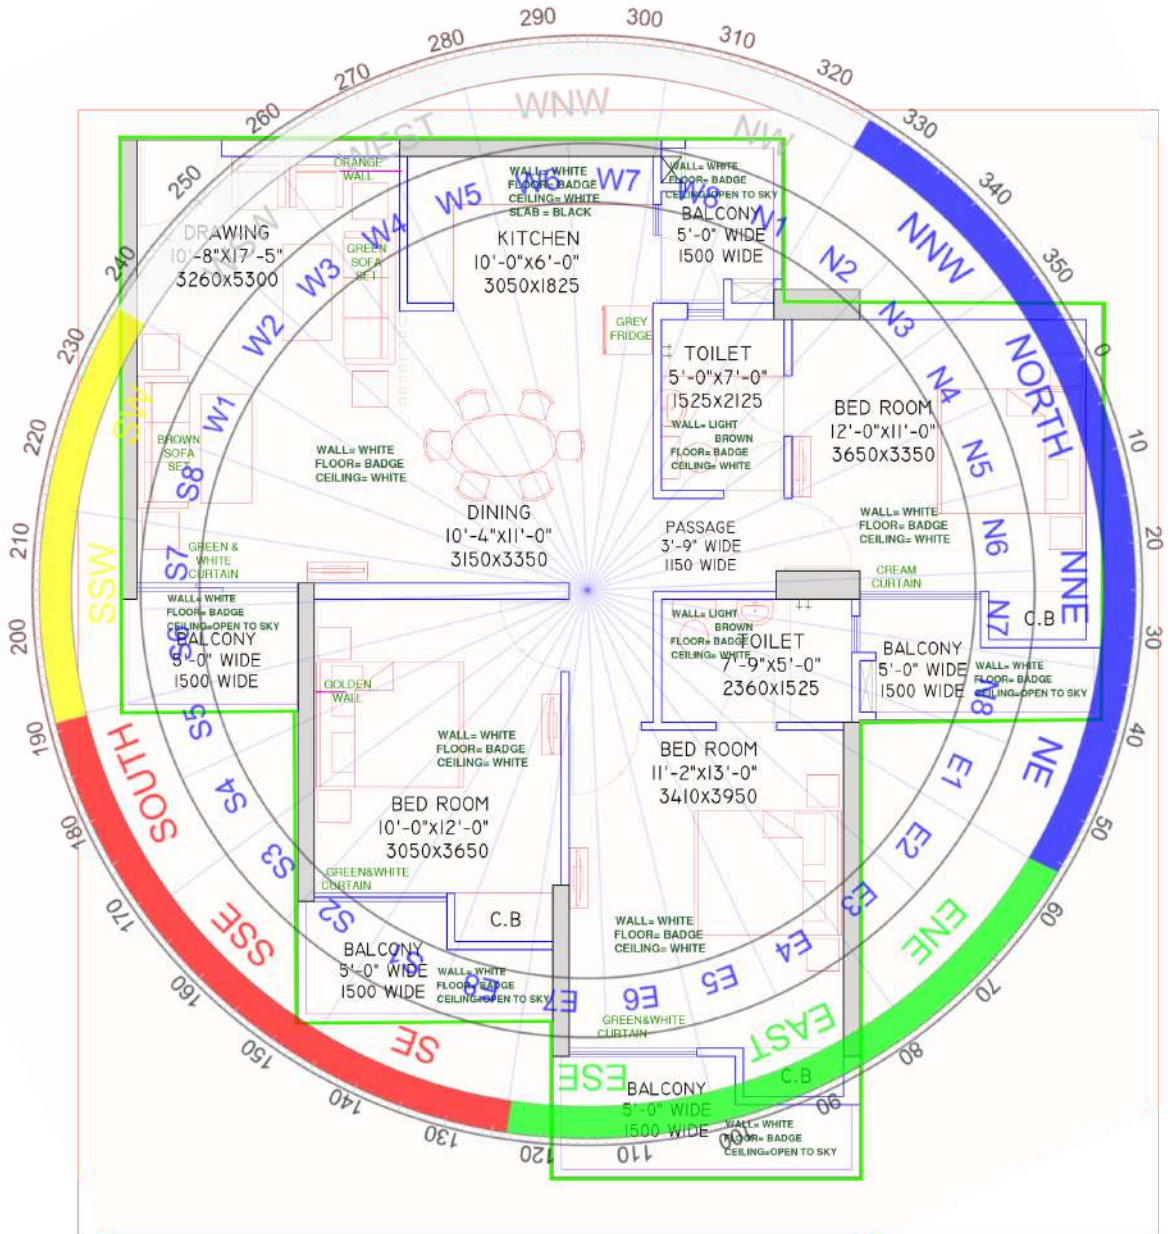 290
300
280
310
270
320
260
330
250
340
240
350
230
0
220
10
210
20
200
30
190
40
180
50
170
60
160
70
150
80
140
90
130
100
120
110
WNW
WEST
NW
WSW
NNW
SW
NORTH
SSW
NNE
SOUTH
NE
SSE
ENE
SE
EAST
ESE
W1
W2
W3
W4
W5
W6
W7
W8
N1
N2
N3
N4
N5
N6
N7
N8
E1
E2
E3
E4
E5
E6
E7
E8
S1
S2
S3
S4
S5
S6
S7
S8
ORANGE
WALL
DRAWING
10'-8"X17'-5"
3260x5300
GREEN
SOFA
SET
WALL= WHITE
FLOOR= BADGE
CEILING= WHITE
SLAB = BLACK
KITCHEN
10'-0"x6'-0"
3050x1825
WALL= WHITE
FLOOR= BADGE
CEILING=OPEN TO SKY
BALCONY
5'-0" WIDE
1500 WIDE
GREY
FRIDGE
TOILET
5'-0"x7'-0"
1525x2125
WALL= LIGHT
BROWN
FLOOR= BADGE
CEILING= WHITE
BED ROOM
12'-0"x11'-0"
3650x3350
WALL= WHITE
FLOOR= BADGE
CEILING= WHITE
BROWN
SOFA
SET
WALL= WHITE
FLOOR= BADGE
CEILING= WHITE
DINING
10'-4"x11'-0"
3150x3350
PASSAGE
3'-9" WIDE
1150 WIDE
CREAM
CURTAIN
GREEN &
WHITE
CURTAIN
WALL= WHITE
FLOOR= BADGE
CEILING=OPEN TO SKY
BALCONY
5'-0" WIDE
1500 WIDE
WALL= LIGHT
BROWN
FLOOR= BADGE
CEILING= WHITE
TOILET
7'-9"x5'-0"
2360x1525
C.B
BALCONY
5'-0" WIDE
1500 WIDE
WALL= WHITE
FLOOR= BADGE
CEILING=OPEN TO SKY
GOLDEN
WALL
WALL= WHITE
FLOOR= BADGE
CEILING= WHITE
BED ROOM
10'-0"x12'-0"
3050x3650
BED ROOM
11'-2"x13'-0"
3410x3950
GREEN&WHITE
CURTAIN
C.B
BALCONY
5'-0" WIDE
1500 WIDE
WALL= WHITE
FLOOR= BADGE
CEILING=OPEN TO SKY
WALL= WHITE
FLOOR= BADGE
CEILING= WHITE
GREEN&WHITE
CURTAIN
BALCONY
5'-0" WIDE
1500 WIDE
C.B
WALL= WHITE
FLOOR= BADGE
CEILING=OPEN TO SKY